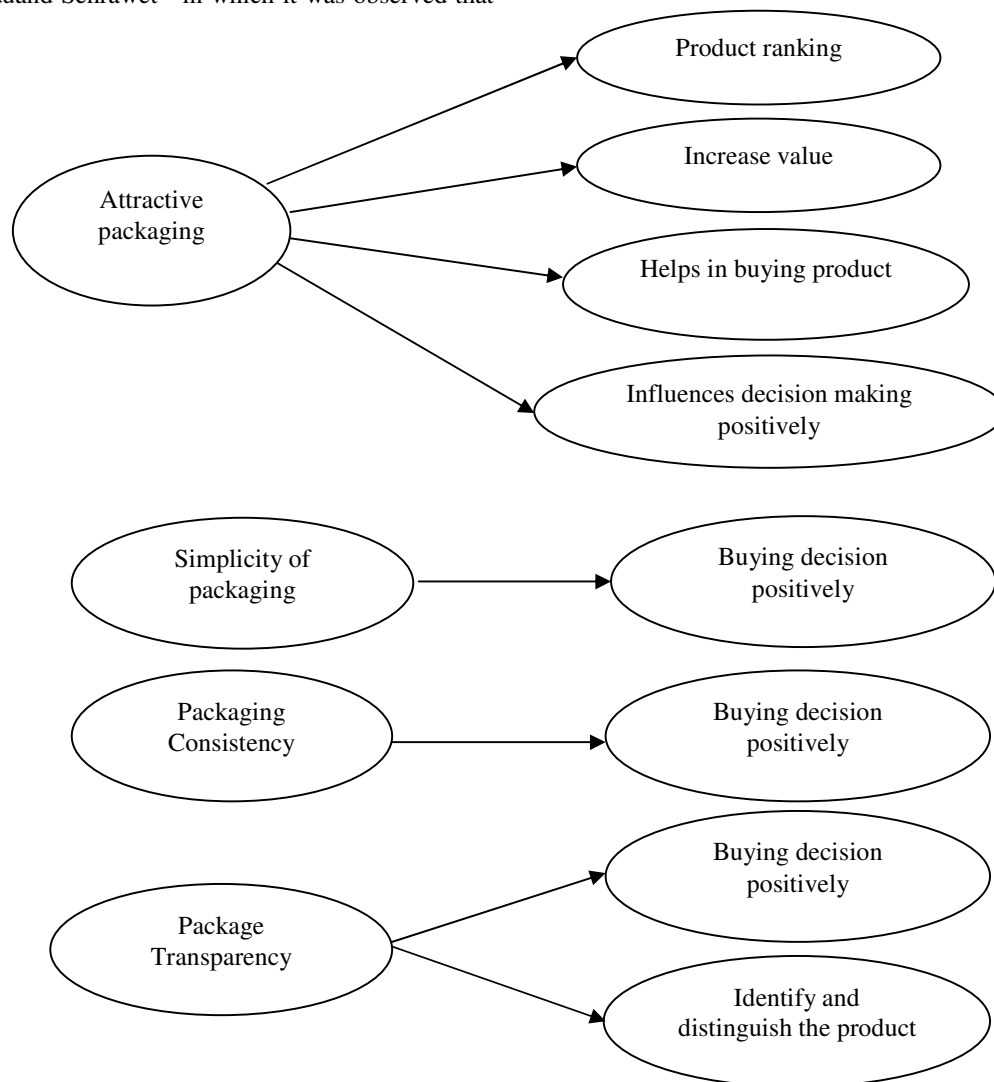 Schrawet in which it was observed that
Product ranking
Increase value
Attractive
packaging
Helps in buying product
Influences decision making
positively
Simplicity of
packaging
Buying decision
positively
Packaging
Consistency
Buying decision
positively
Buying decision
positively
Package
Transparency
Identify and
distinguish the product